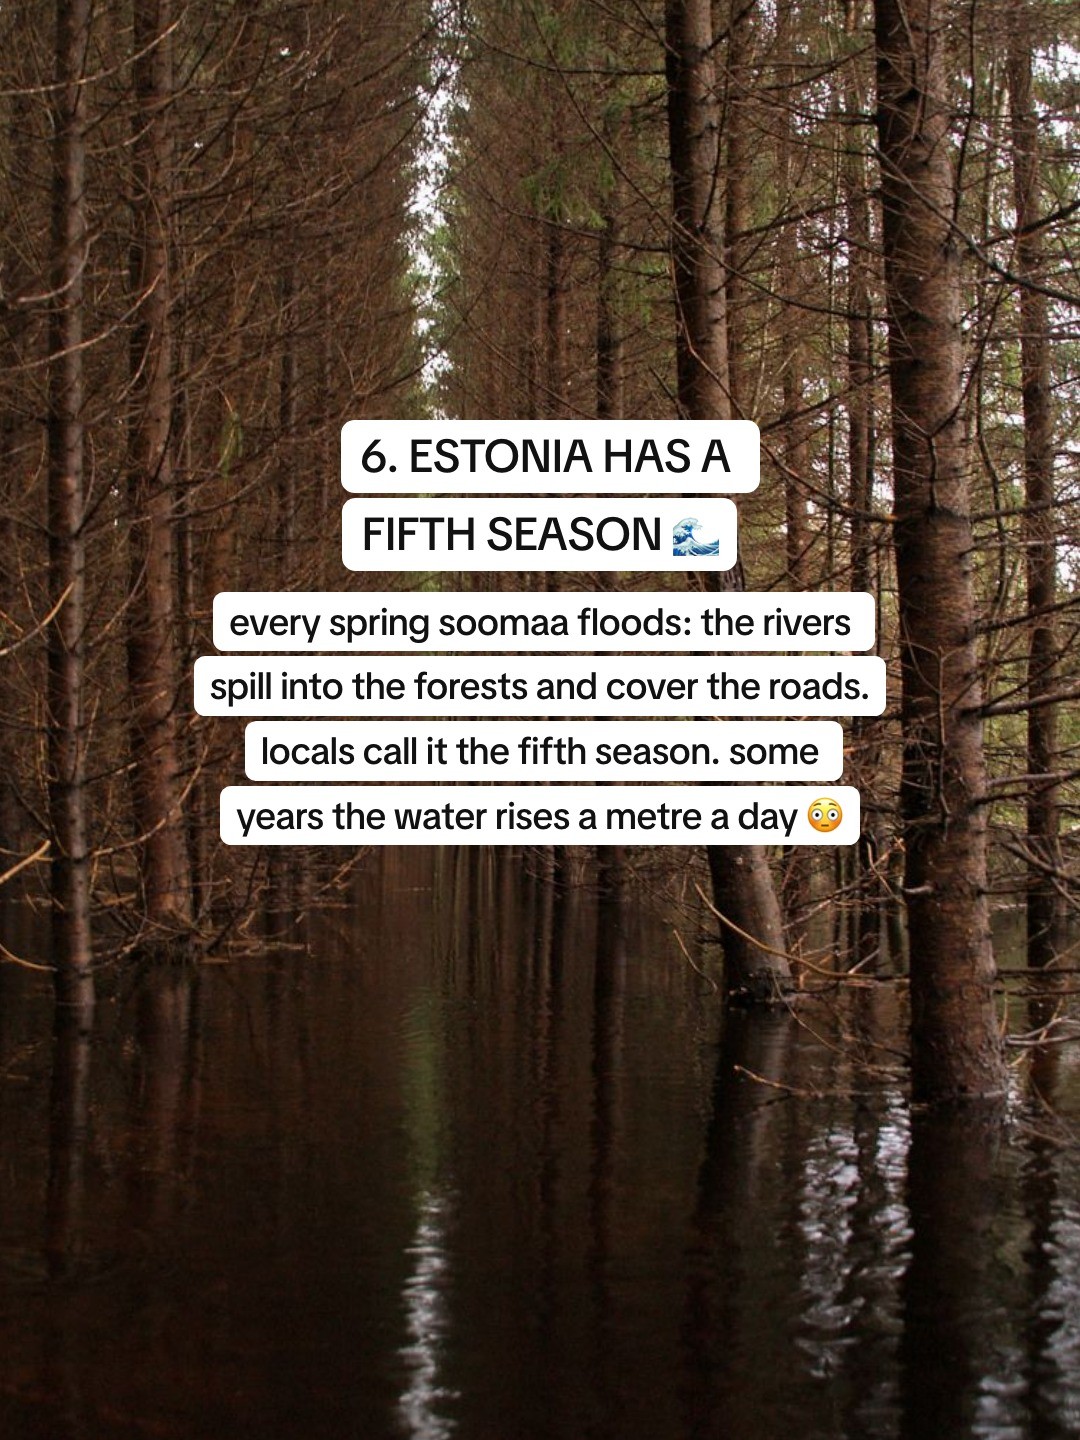 6. ESTONIA HAS A
FIFTH SEASON 🌊
every spring soomaa floods: the rivers
spill into the forests and cover the roads.
locals call it the fifth season. some
years the water rises a metre a day 😳